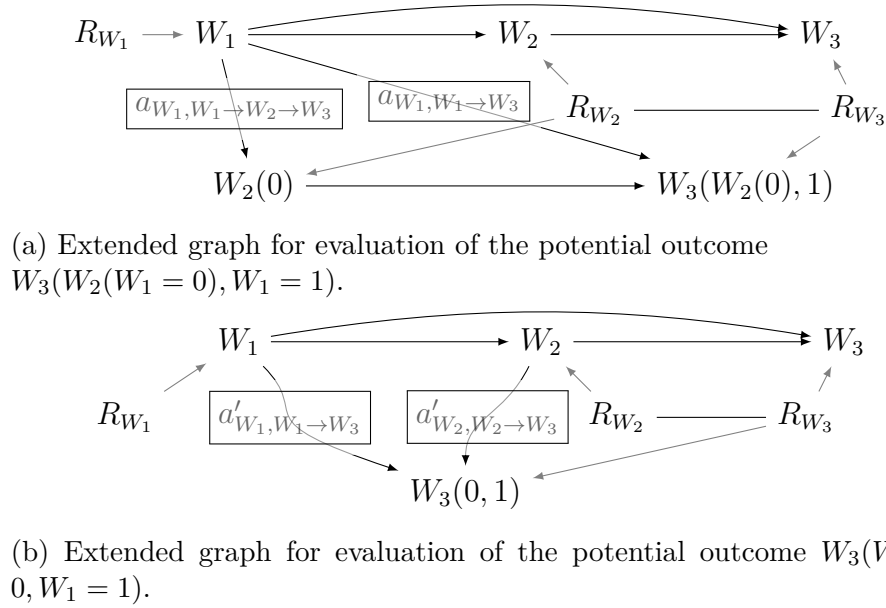 R_{W_1} W_1 W_2 W_3
a_{W_1,W_1→W_2→W_3} a_{W_1,W_1→W_3} R_{W_2} R_{W_3}
W_2(0) W_3(W_2(0), 1)
(a) Extended graph for evaluation of the potential outcome
W_3(W_2(W_1 = 0), W_1 = 1).
W_1 W_2 W_3
R_{W_1} a'_{W_1,W_1→W_3} a'_{W_2,W_2→W_3} R_{W_2} R_{W_3}
W_3(0, 1)
(b) Extended graph for evaluation of the potential outcome W_3(
0, W_1 = 1).